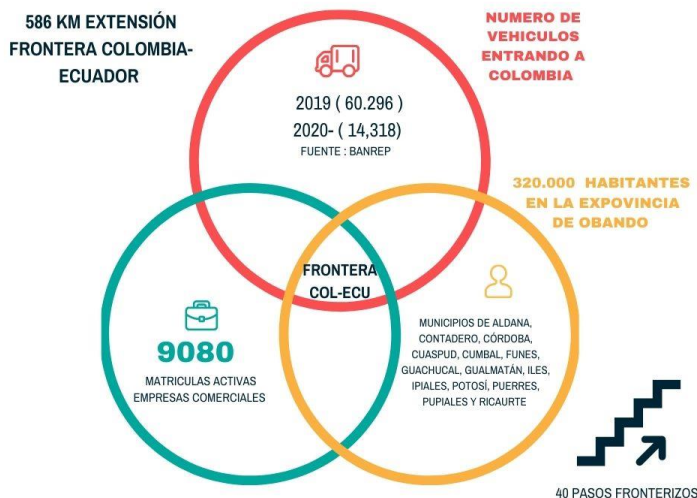 586 KM EXTENSIÓN
FRONTERA COLOMBIA-
ECUADOR
NUMERO DE
VEHICULOS
ENTRANDO A
COLOMBIA
2019 ( 60.296 )
2020- ( 14,318)
FUENTE : BANREP
320.000 HABITANTES
EN LA EXPOVINCIA
DE OBANDO
FRONTERA
COL-ECU
9080
MATRICULAS ACTIVAS
EMPRESAS COMERCIALES
MUNICIPIOS DE ALDANA,
CONTADERO, CÓRDOBA,
CUASPUD, CUMBAL, FUNES,
GUACHUCAL, GUALMATÁN, ILES,
IPIALES, POTOSÍ, PUERRES,
PUPIALES Y RICAURTE
40 PASOS FRONTERIZOS